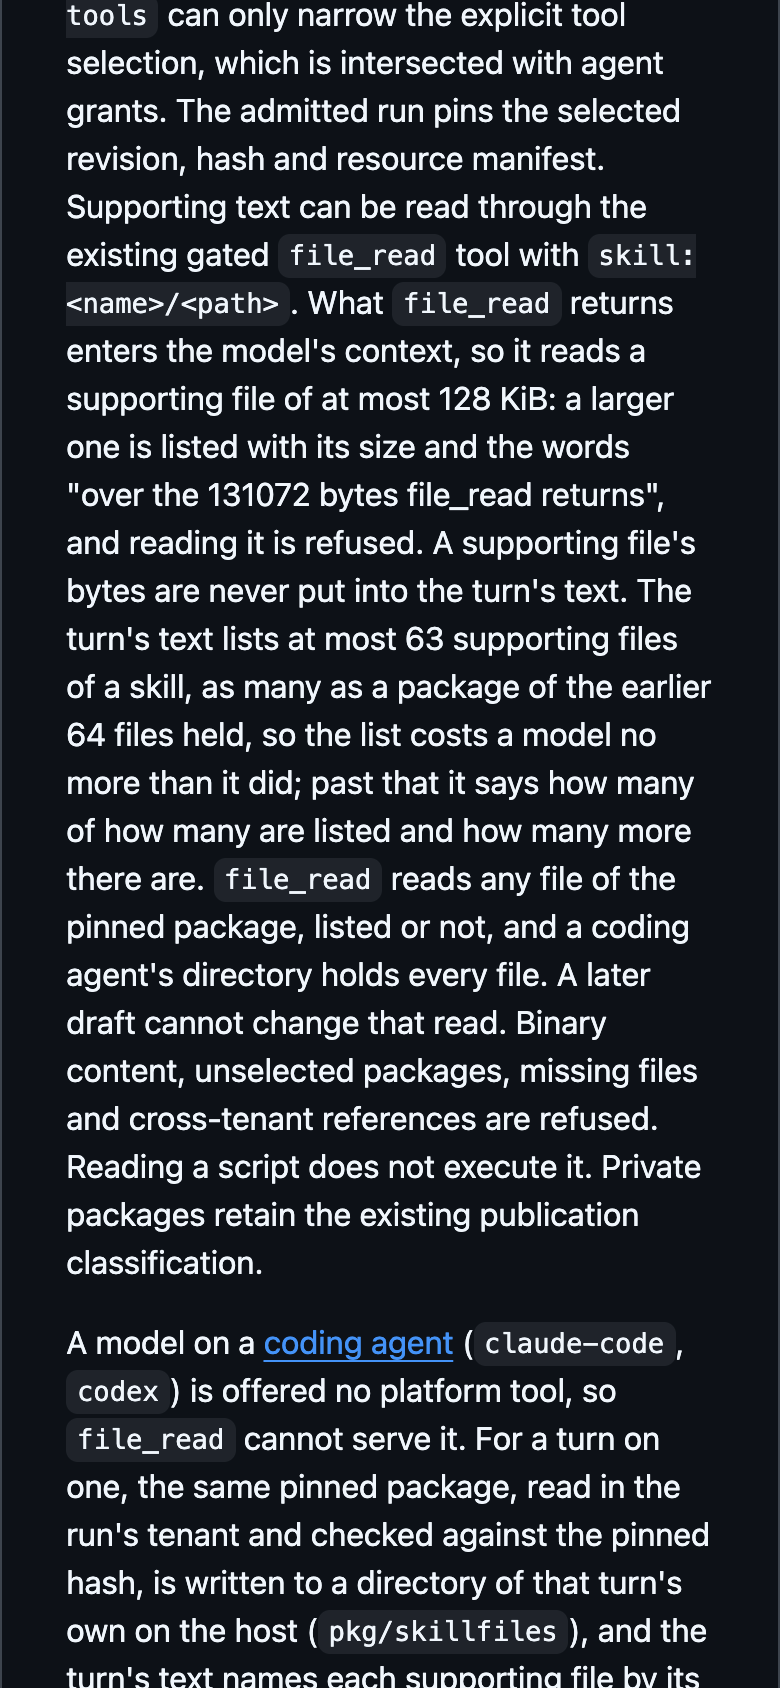 tools can only narrow the explicit tool
selection, which is intersected with agent
grants. The admitted run pins the selected
revision, hash and resource manifest.
Supporting text can be read through the
existing gated file_read tool with skill:
<name>/<path>. What file_read returns
enters the model's context, so it reads a
supporting file of at most 128 KiB: a larger
one is listed with its size and the words
"over the 131072 bytes file_read returns",
and reading it is refused. A supporting file's
bytes are never put into the turn's text. The
turn's text lists at most 63 supporting files
of a skill, as many as a package of the earlier
64 files held, so the list costs a model no
more than it did; past that it says how many
of how many are listed and how many more
there are. file_read reads any file of the
pinned package, listed or not, and a coding
agent's directory holds every file. A later
draft cannot change that read. Binary
content, unselected packages, missing files
and cross-tenant references are refused.
Reading a script does not execute it. Private
packages retain the existing publication
classification.
A model on a coding agent (claude-code,
codex) is offered no platform tool, so
file_read cannot serve it. For a turn on
one, the same pinned package, read in the
run's tenant and checked against the pinned
hash, is written to a directory of that turn's
own on the host (pkg/skillfiles), and the
turn's text names each supporting file by its